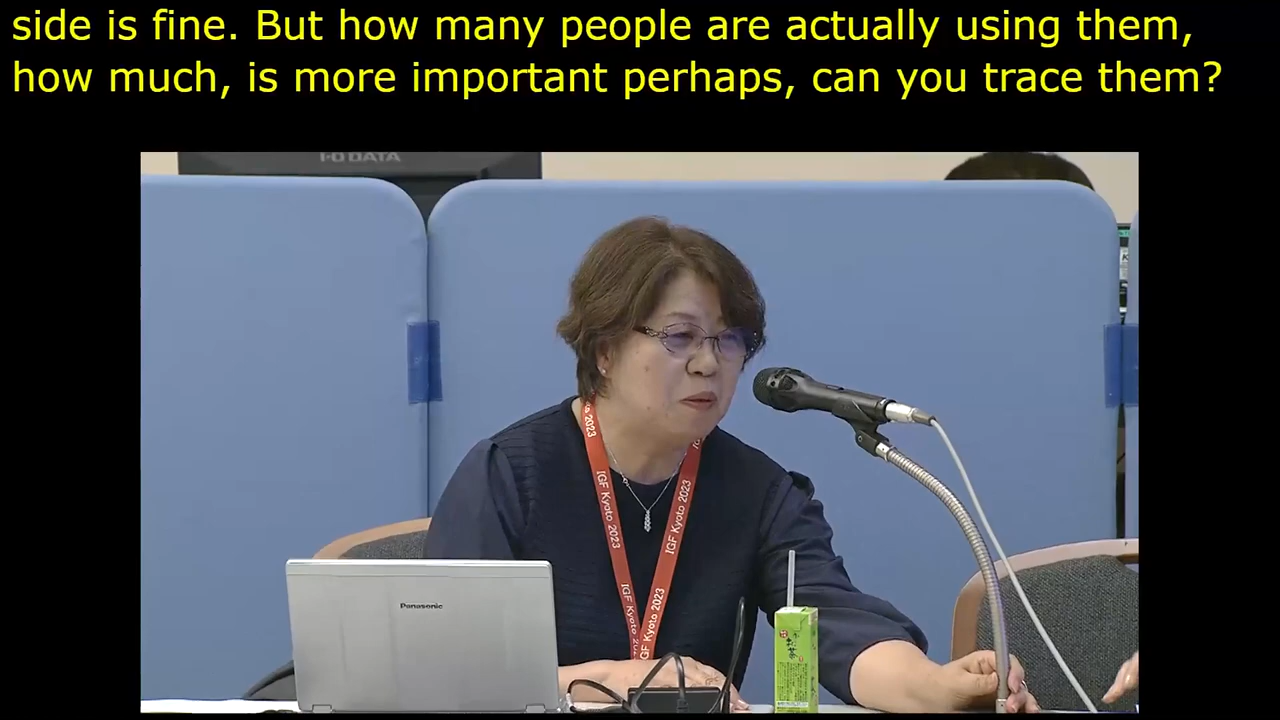 side is fine. But how many people are actually using them,
how much, is more important perhaps, can you trace them?
I-O DATA
2023
IGF Kyoto 2023
IGF Kyoto 2023
IGF Kyoto 2023
Panasonic